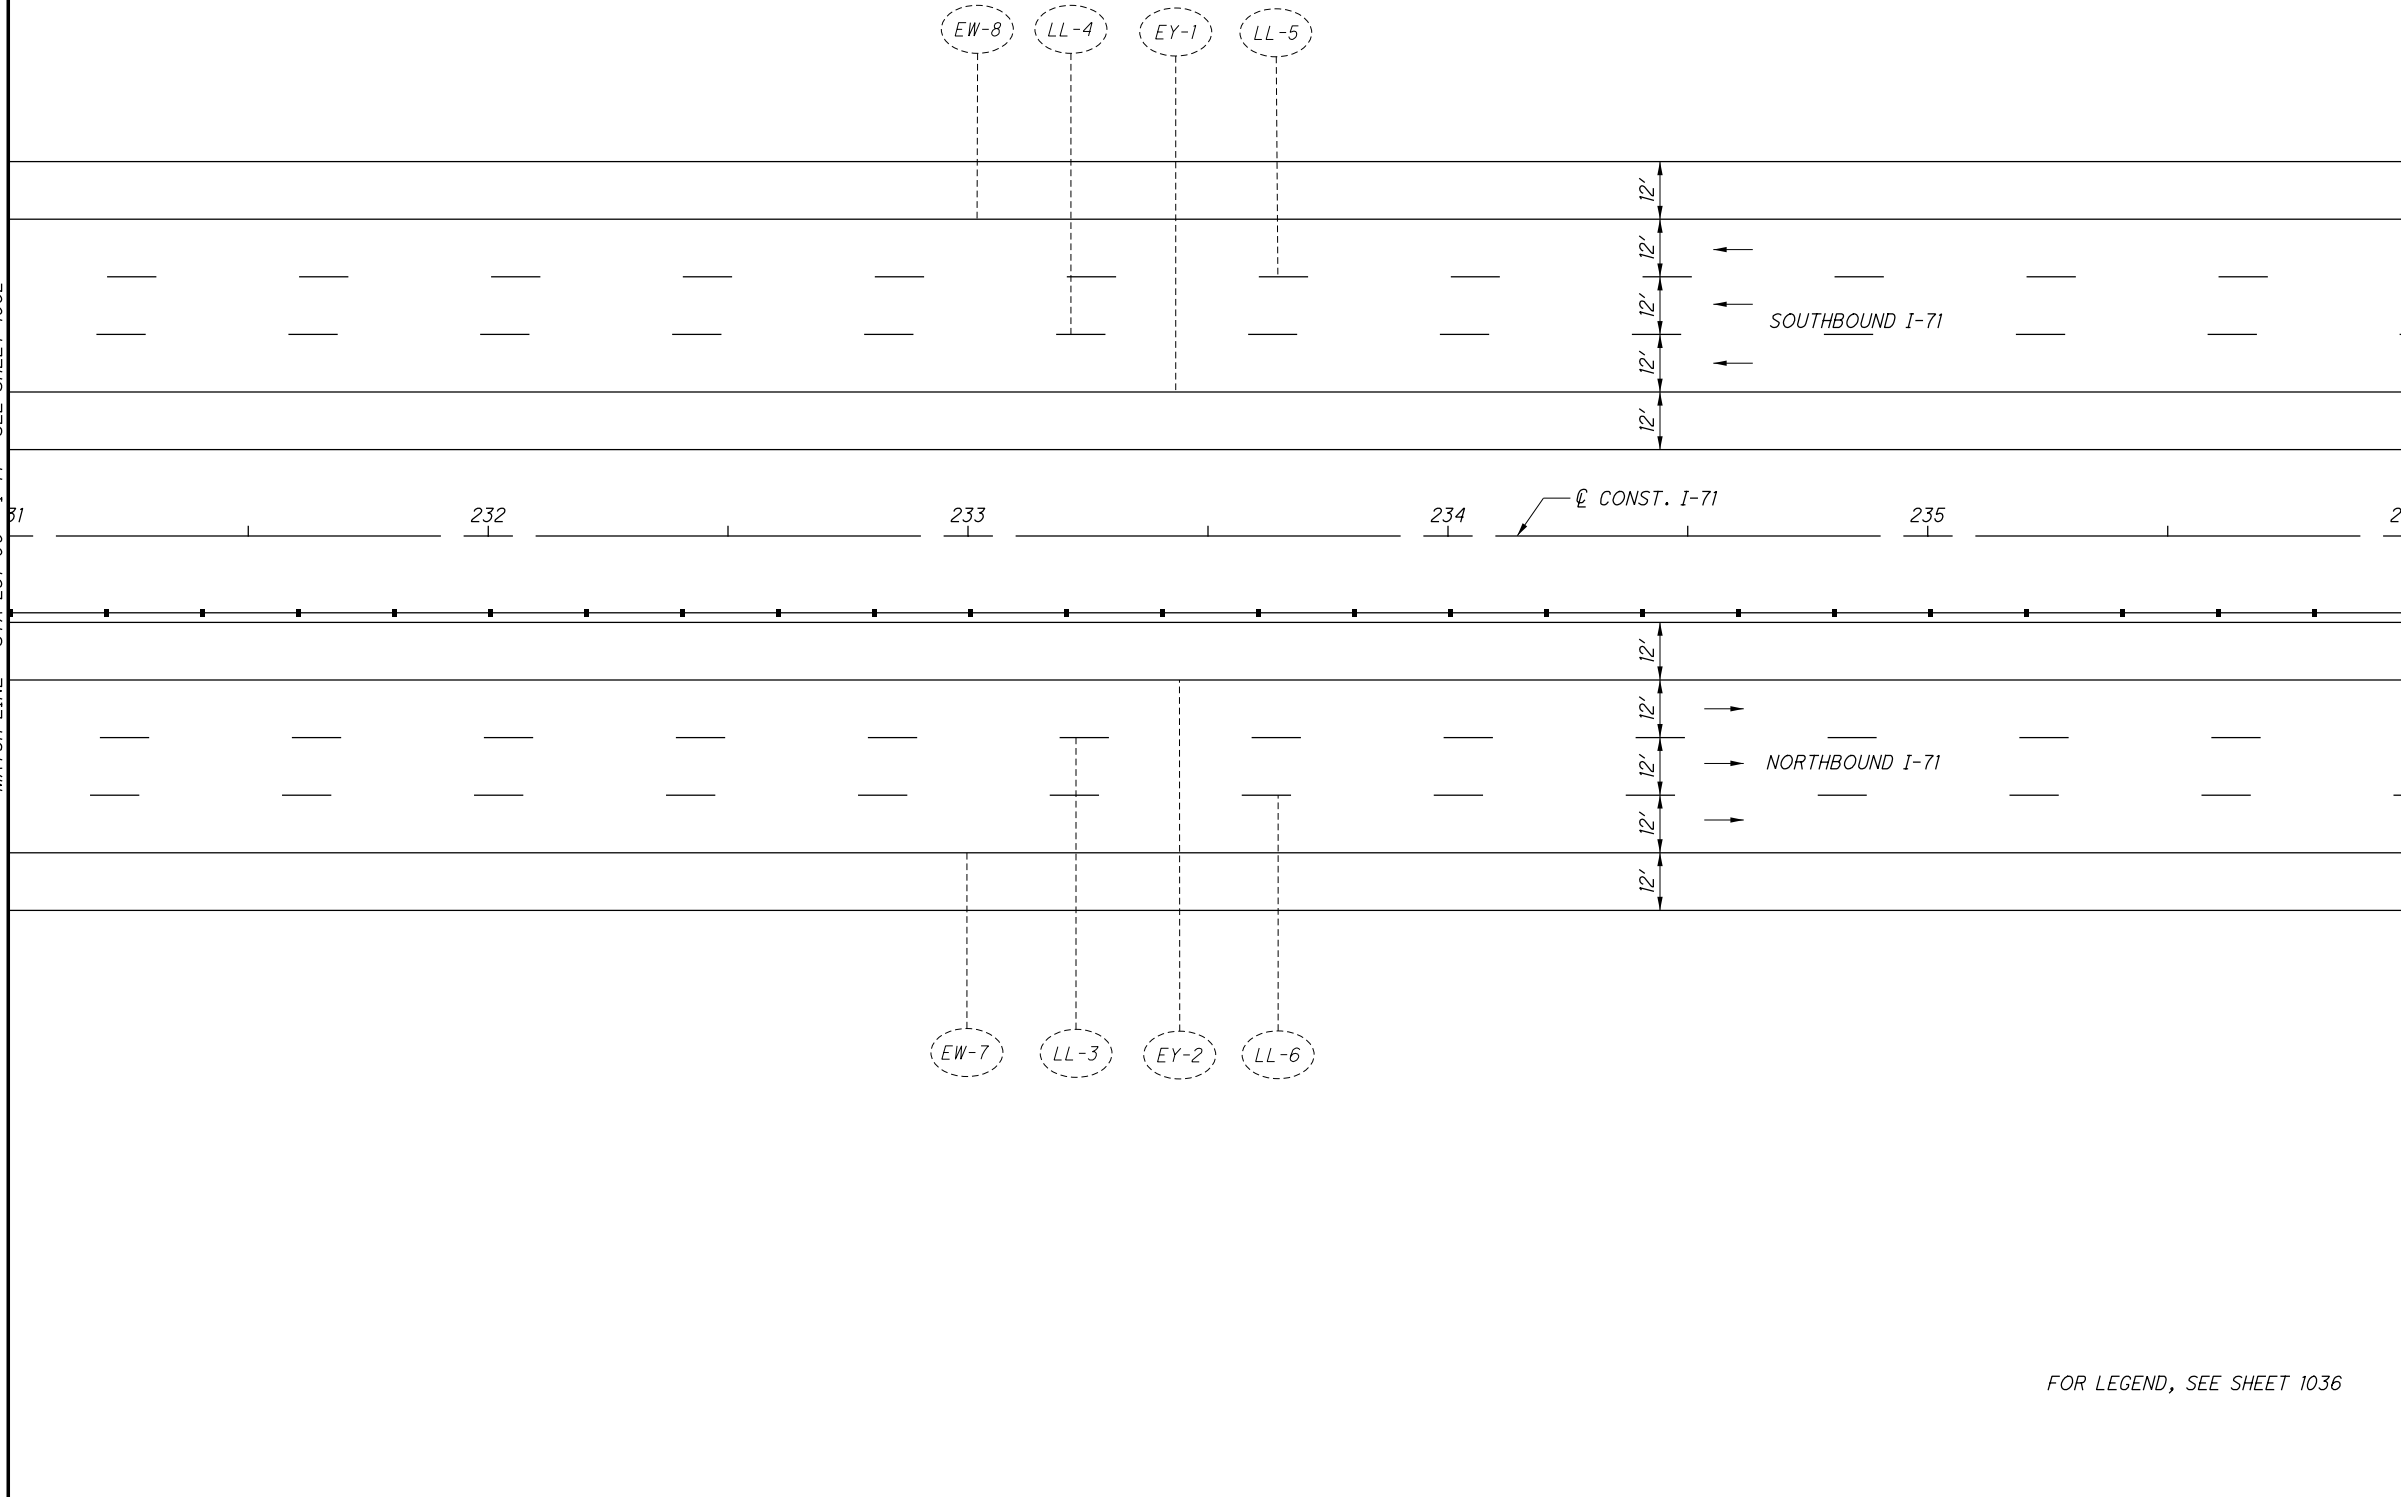 EW-8 LL-4 EY-1 LL-5
12'
12'
12'
SOUTHBOUND I-71
12'
12'
℄ CONST. I-71
232 233 234 235
12'
12'
12'
NORTHBOUND I-71
12'
12'
EW-7 LL-3 EY-2 LL-6
FOR LEGEND, SEE SHEET 1036